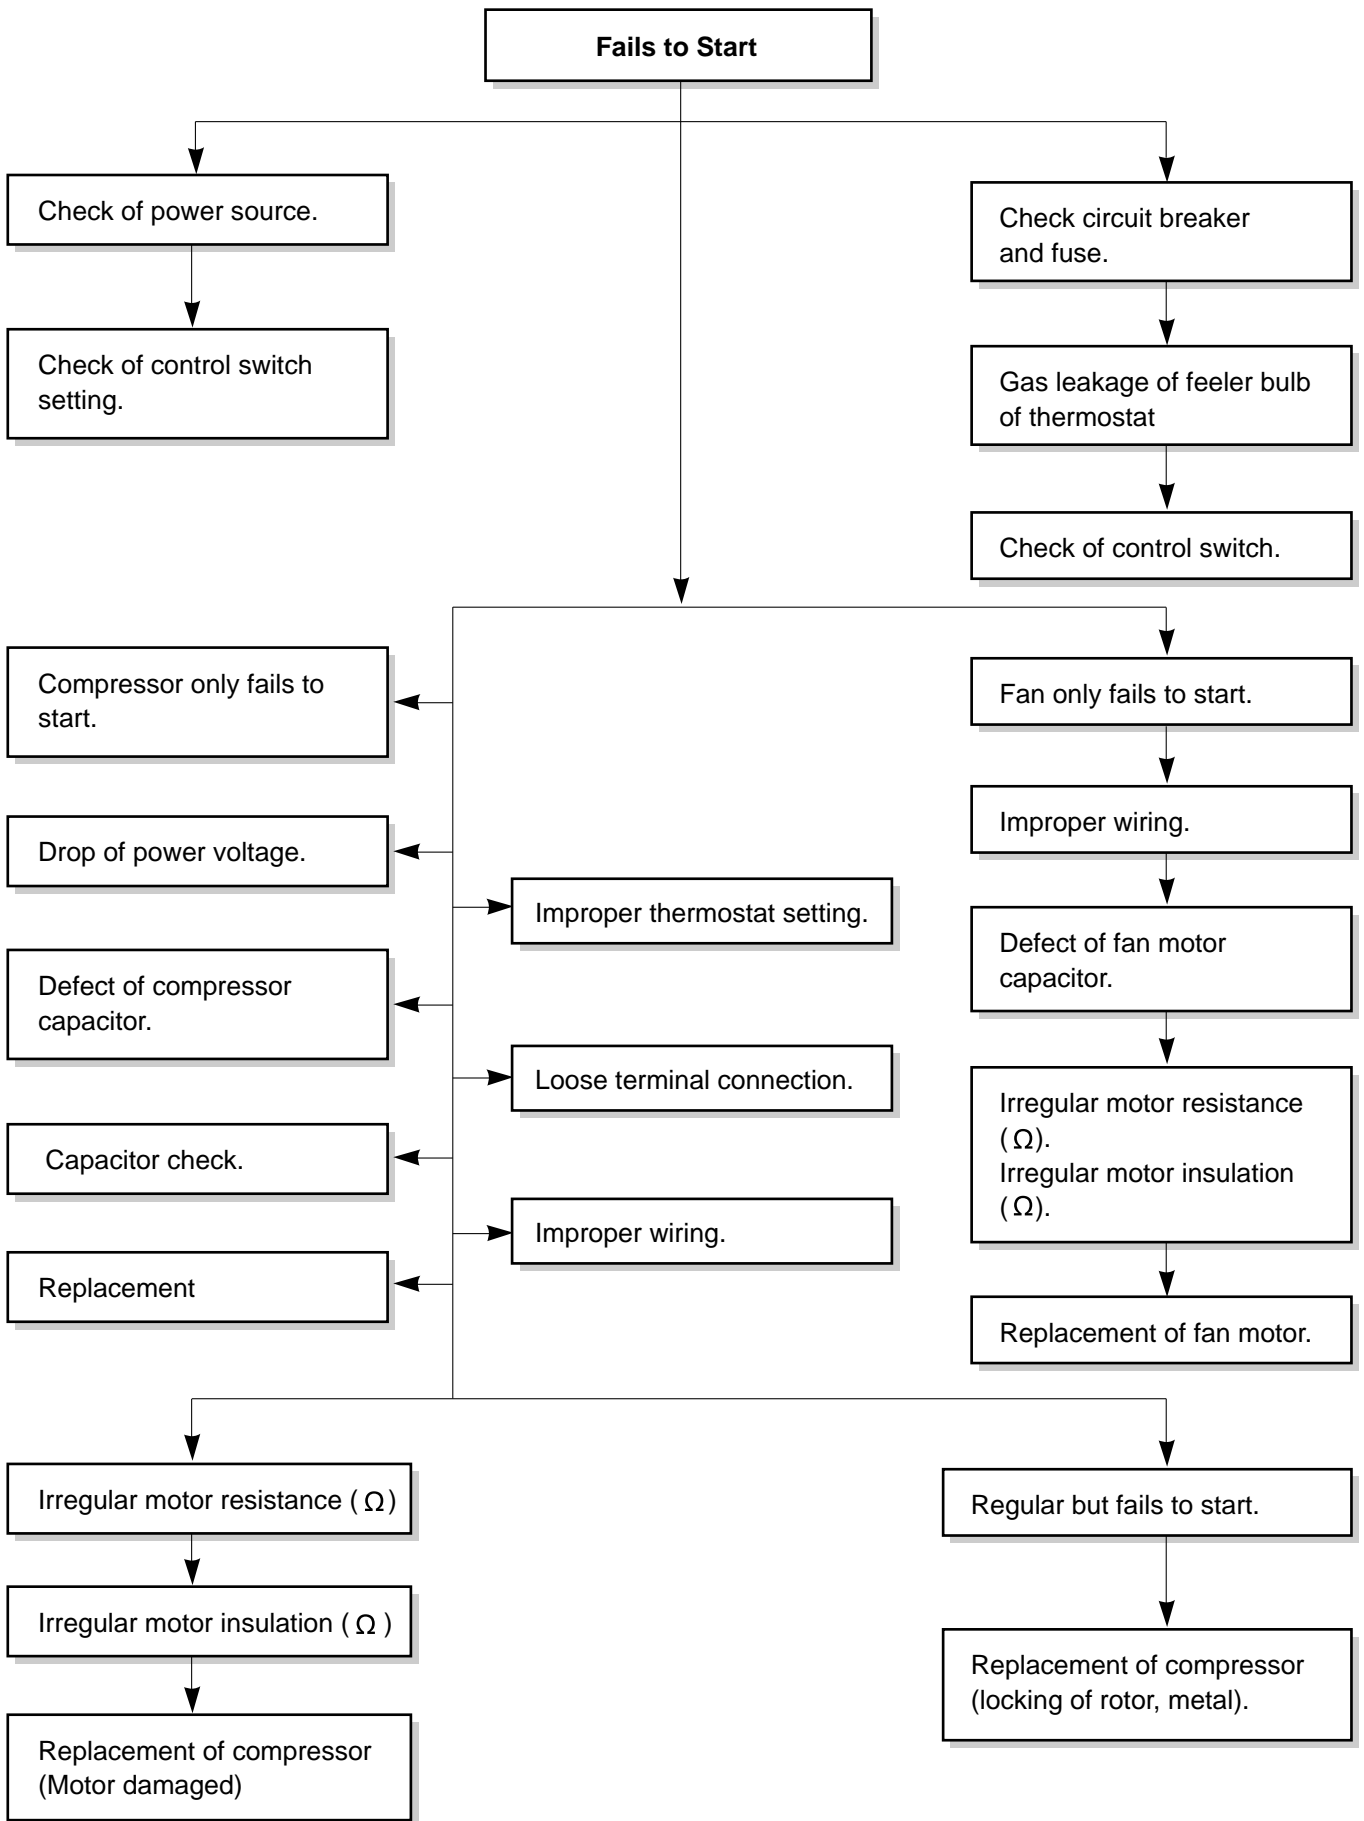 Fails to Start
Check of power source.
Check circuit breaker
and fuse.
Check of control switch
setting.
Gas leakage of feeler bulb
of thermostat
Check of control switch.
Compressor only fails to
start.
Fan only fails to start.
Drop of power voltage.
Improper wiring.
Improper thermostat setting.
Defect of compressor
capacitor.
Defect of fan motor
capacitor.
Loose terminal connection.
Capacitor check.
Irregular motor resistance
(Ω).
Irregular motor insulation
(Ω).
Improper wiring.
Replacement
Replacement of fan motor.
Irregular motor resistance (Ω)
Irregular motor insulation (Ω )
Replacement of compressor
(Motor damaged)
Regular but fails to start.
Replacement of compressor
(locking of rotor, metal).